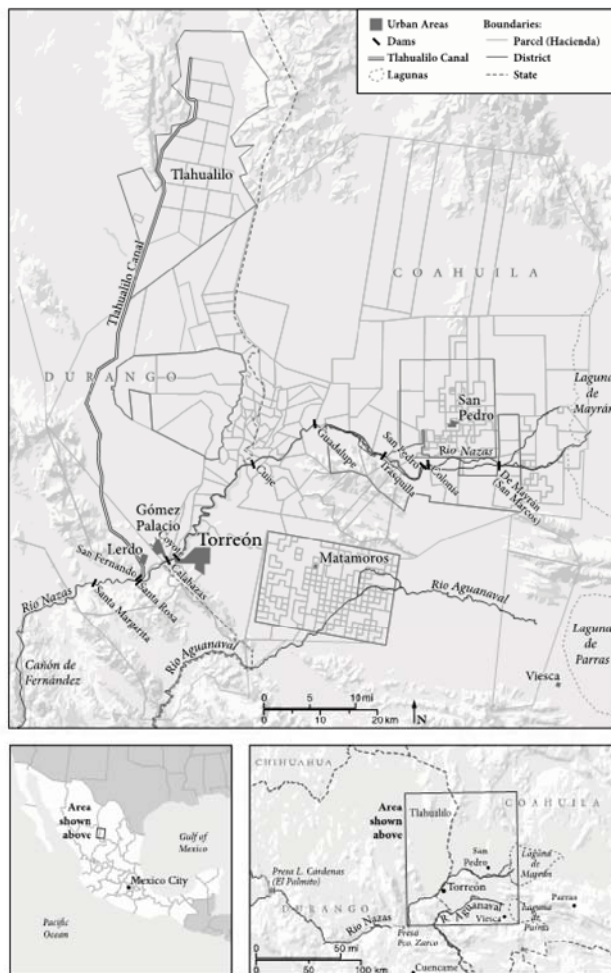 Urban Areas
Dams
Tlahualilo Canal
Lagunas
Boundaries:
Parcel (Hacienda)
District
State
Tlahualilo
Tlahualilo Canal
COAHUILA
DURANGO
Laguna
de
Mayrán
San
Pedro
Río Nazas
Guadalupe
San Pedro
Trasquila
Colonia
De Mayrán
(San Marcos)
Cuije
Gómez
Palacio
Coyote
Torreón
Lerdo
Calabazas
San Fernando
Santa Rosa
Santa Margarita
Río Nazas
Matamoros
Río Aguanaval
Río Aguanaval
Cañón de
Fernández
Laguna
de
Parras
Viesca
0 5 10 mi
0 10 20 km
N
Area
shown
above
Gulf of
Mexico
Mexico City
Pacific
Ocean
CHIHUAHUA
Area
shown
above
Tlahualilo
COAHUILA
San
Pedro
Laguna
de
Mayrán
Presa L. Cardenas
(El Palmito)
Torreón
DURANGO
R. Aguanaval
Viesca
Laguna
de
Parras
Parras
Río Nazas
Presa
Fco. Zarco
0 50 mi
0 100 km
Cuencame